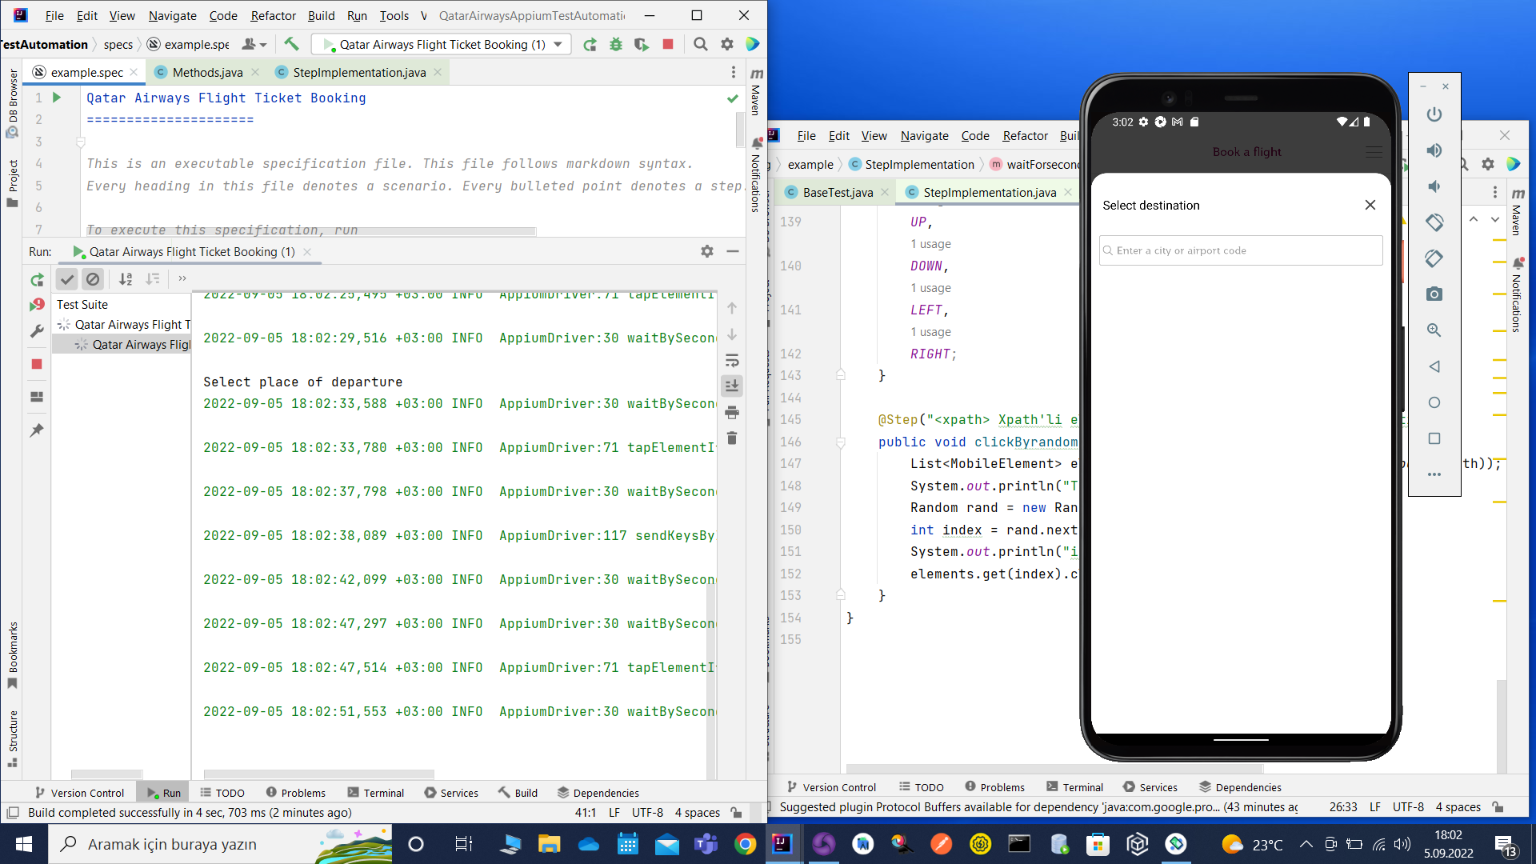 File Edit View Navigate Code Refactor Build Run Tools V QatarAirwaysAppiumTestAutomati
TestAutomation specs example.spe Qatar Airways Flight Ticket Booking (1)
example.spec Methods.java StepImplementation.java
1 Qatar Airways Flight Ticket Booking
2 =====================
3
4 This is an executable specification file. This file follows markdown syntax.
5 Every heading in this file denotes a scenario. Every bulleted point denotes a step.
6
7 To execute this specification, run
DB Browser
Project
Bookmarks
Structure
Maven
Notifications
Run: Qatar Airways Flight Ticket Booking (1)
Test Suite
Qatar Airways Flight T
Qatar Airways Flig
2022-09-05 18:02:25,495 +03:00 INFO AppiumDriver:71 tapElementI
2022-09-05 18:02:29,516 +03:00 INFO AppiumDriver:30 waitBySecon
Select place of departure
2022-09-05 18:02:33,588 +03:00 INFO AppiumDriver:30 waitBySecon
2022-09-05 18:02:33,780 +03:00 INFO AppiumDriver:71 tapElementI
2022-09-05 18:02:37,798 +03:00 INFO AppiumDriver:30 waitBySecon
2022-09-05 18:02:38,089 +03:00 INFO AppiumDriver:117 sendKeysBy
2022-09-05 18:02:42,099 +03:00 INFO AppiumDriver:30 waitBySecon
2022-09-05 18:02:47,297 +03:00 INFO AppiumDriver:30 waitBySecon
2022-09-05 18:02:47,514 +03:00 INFO AppiumDriver:71 tapElementI
2022-09-05 18:02:51,553 +03:00 INFO AppiumDriver:30 waitBySecon
Version Control Run TODO Problems Terminal Services Build Dependencies
Build completed successfully in 4 sec, 703 ms (2 minutes ago) 41:1 LF UTF-8 4 spaces
File Edit View Navigate Code Refactor Buil
example StepImplementation waitForsecond
BaseTest.java StepImplementation.java
139 UP,
1 usage
140 DOWN,
1 usage
141 LEFT,
1 usage
142 RIGHT;
143 }
144
145 @Step("<xpath> Xpath'li e
146 public void clickByrandom
147 List<MobileElement> e th));
148 System.out.println("T
149 Random rand = new Ran
150 int index = rand.next
151 System.out.println("i
152 elements.get(index).c
153 }
154 }
155
Maven
Notifications
3:02
Book a flight
Select destination
Enter a city or airport code
Version Control TODO Problems Terminal Services Dependencies
Suggested plugin Protocol Buffers available for dependency 'java:com.google.pro... (43 minutes ag 26:33 LF UTF-8 4 spaces
Aramak için buraya yazın
23°C
18:02
5.09.2022
13